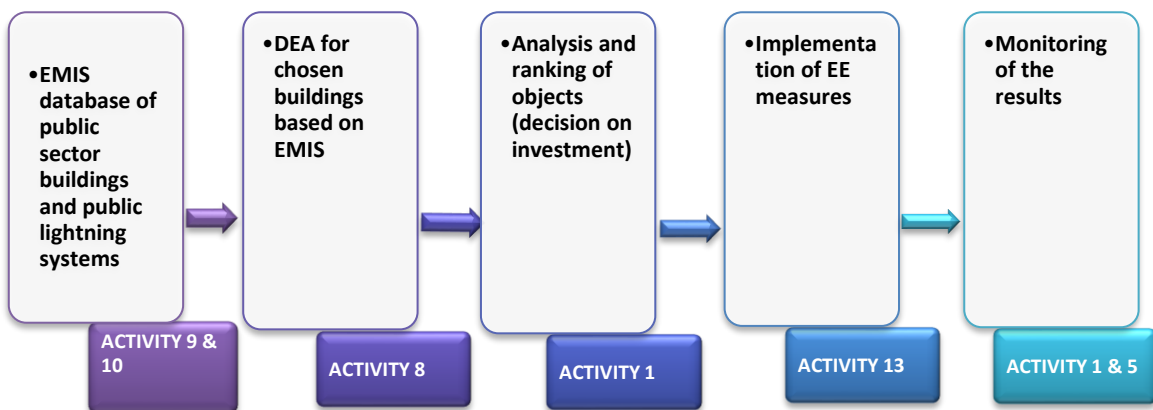 •EMIS
database of
public
sector
buildings
and public
lightning
systems
ACTIVITY 9 &
10
•DEA for
chosen
buildings
based on
EMIS
ACTIVITY 8
•Analysis and
ranking of
objects
(decision on
investment)
ACTIVITY 1
•Implementa
tion of EE
measures
ACTIVITY 13
•Monitoring
of the
results
ACTIVITY 1 & 5